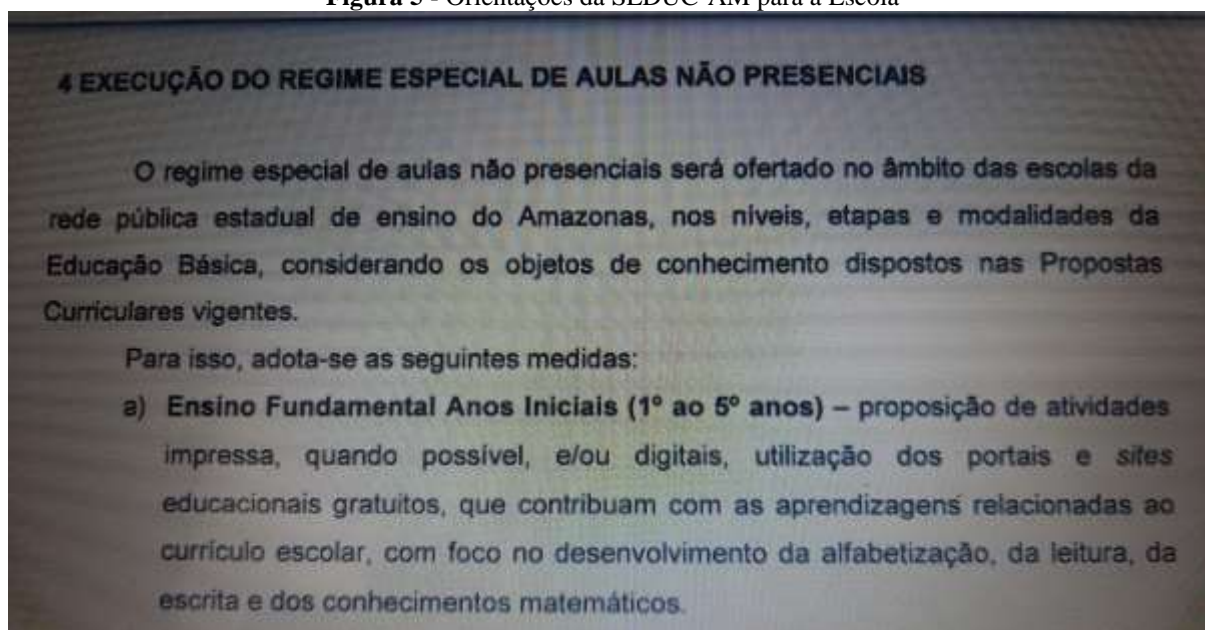 Figura 5 - Orientações da SEDUC-AM para a Escola
4 EXECUÇÃO DO REGIME ESPECIAL DE AULAS NÃO PRESENCIAIS
O regime especial de aulas não presenciais será ofertado no âmbito das escolas da
rede pública estadual de ensino do Amazonas, nos níveis, etapas e modalidades da
Educação Básica, considerando os objetos de conhecimento dispostos nas Propostas
Curriculares vigentes.
Para isso, adota-se as seguintes medidas:
a) Ensino Fundamental Anos Iniciais (1º ao 5º anos) – proposição de atividades
impressa, quando possível, e/ou digitais, utilização dos portais e sites
educacionais gratuitos, que contribuam com as aprendizagens relacionadas ao
currículo escolar, com foco no desenvolvimento da alfabetização, da leitura, da
escrita e dos conhecimentos matemáticos.